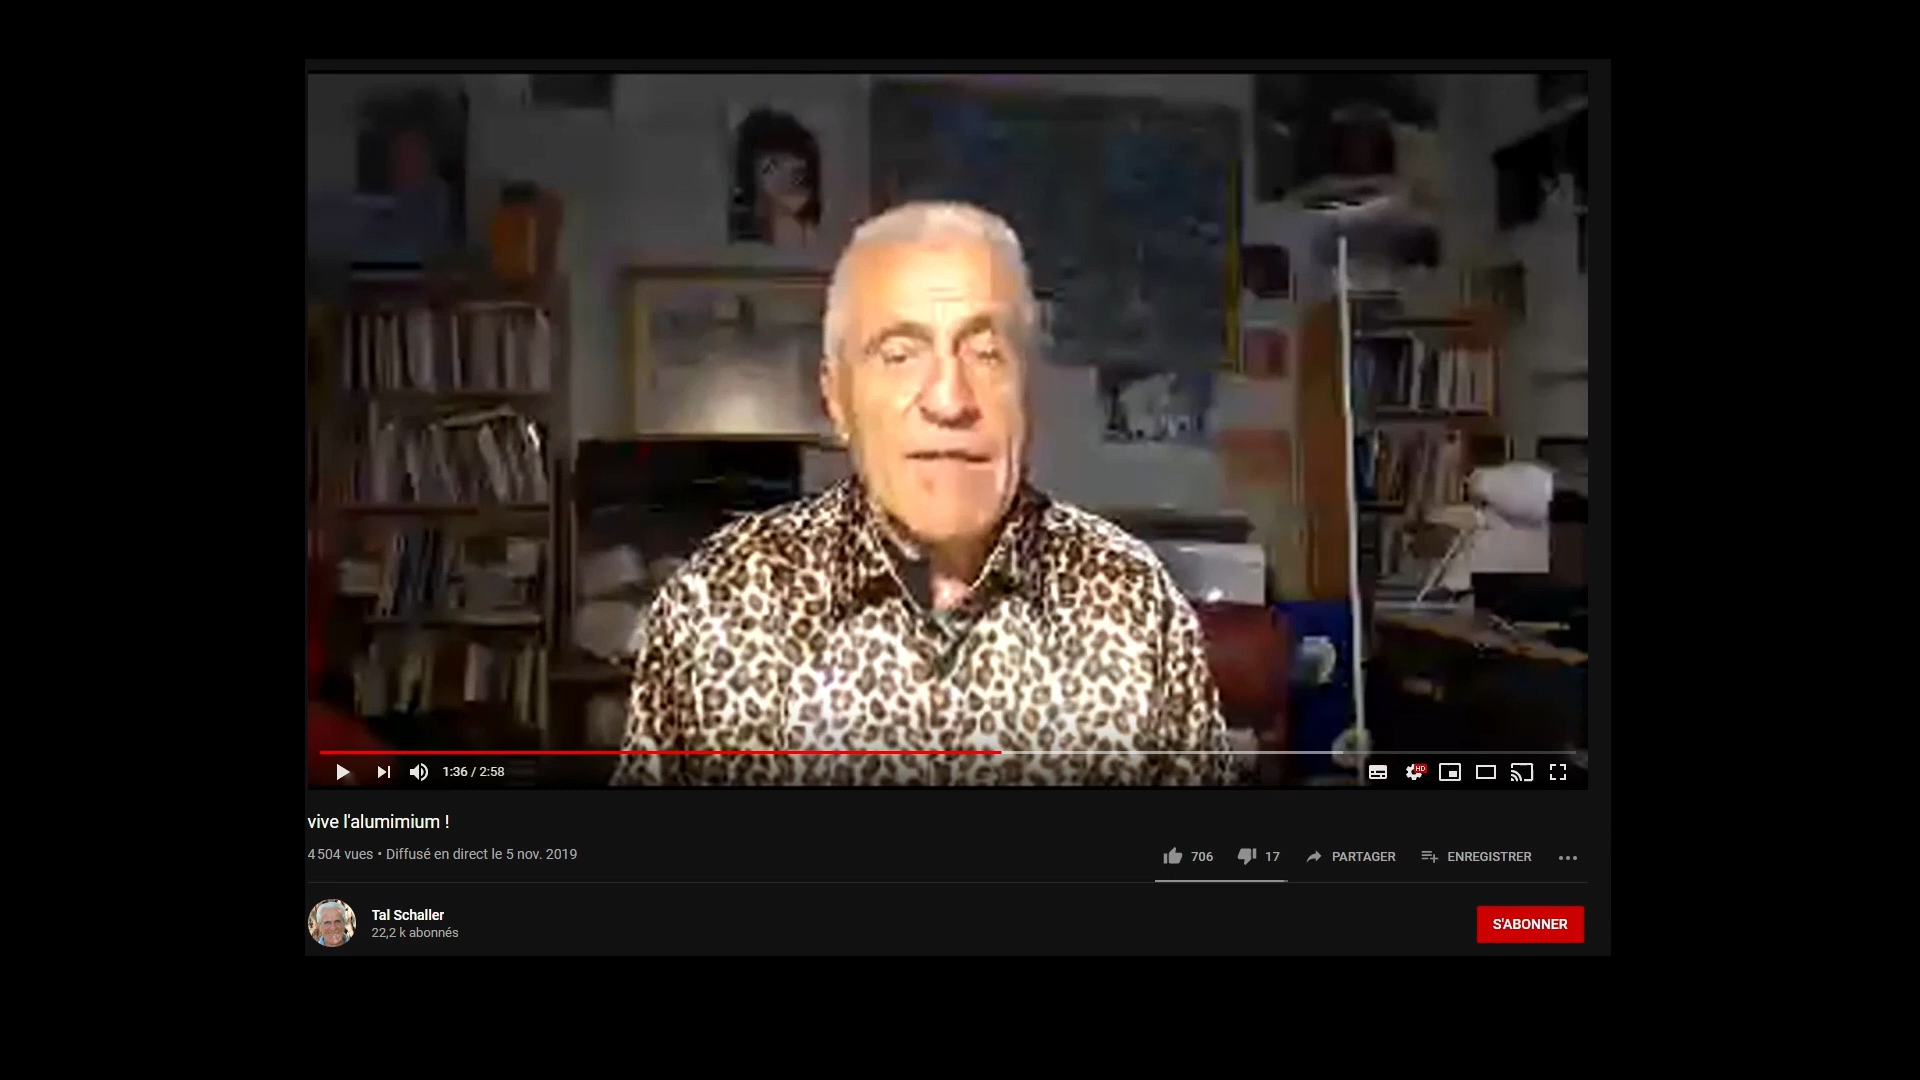 1:36 / 2:58
HD
vive l'alumimium !
4 504 vues • Diffusé en direct le 5 nov. 2019
706
17
PARTAGER
ENREGISTRER
Tal Schaller
22,2 k abonnés
S'ABONNER